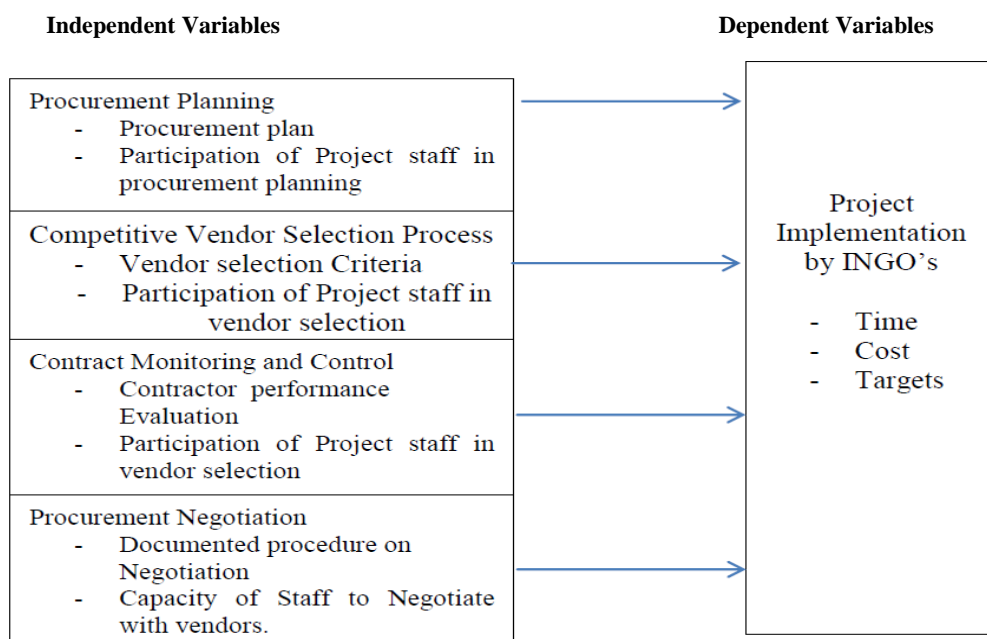 Independent Variables
Dependent Variables
Procurement Planning
- Procurement plan
- Participation of Project staff in
procurement planning
Competitive Vendor Selection Process
- Vendor selection Criteria
- Participation of Project staff in
vendor selection
Contract Monitoring and Control
- Contractor performance
Evaluation
- Participation of Project staff in
vendor selection
Procurement Negotiation
- Documented procedure on
Negotiation
- Capacity of Staff to Negotiate
with vendors.
Project
Implementation
by INGO’s
- Time
- Cost
- Targets